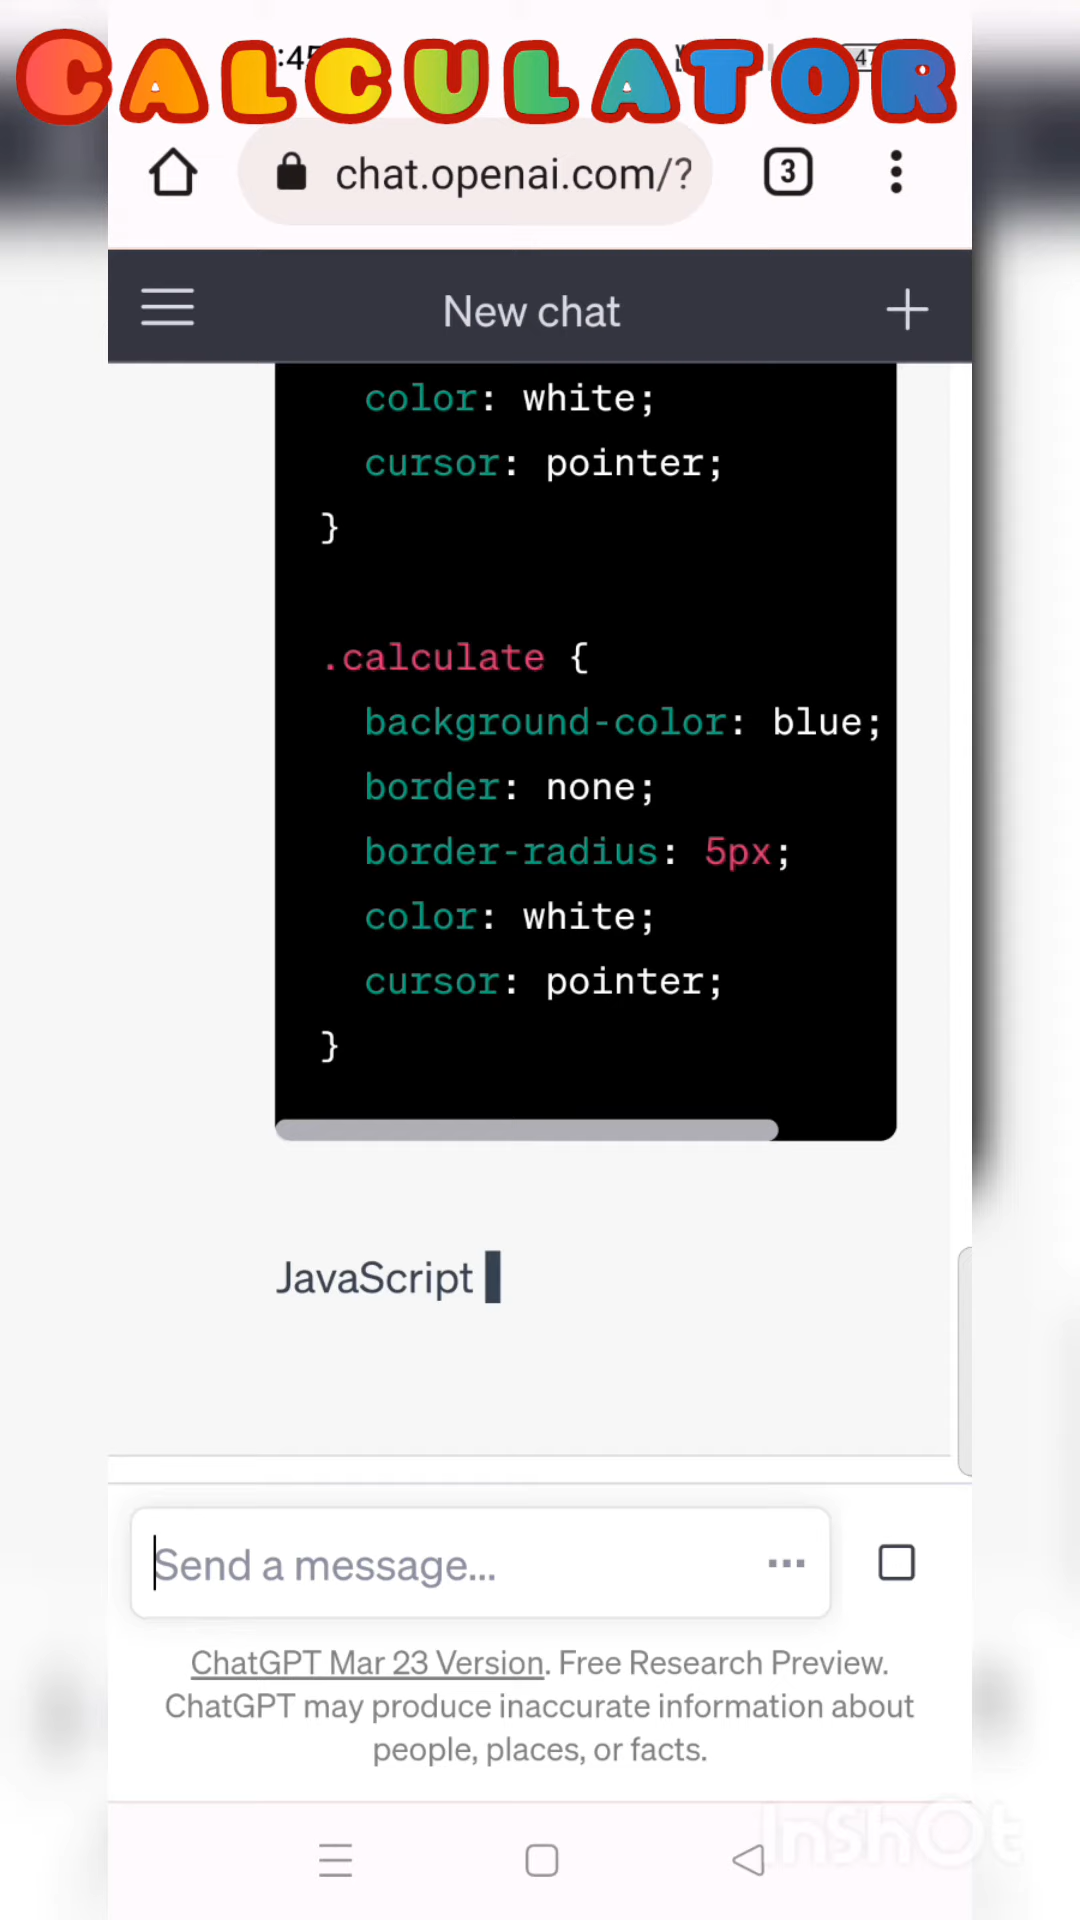 CALCULATOR
:45
47
chat.openai.com/?
3
New chat
color: white;
cursor: pointer;
}
.calculate {
background-color: blue;
border: none;
border-radius: 5px;
color: white;
cursor: pointer;
}
JavaScript
Send a message...
ChatGPT Mar 23 Version. Free Research Preview.
ChatGPT may produce inaccurate information about
people, places, or facts.
InShOt